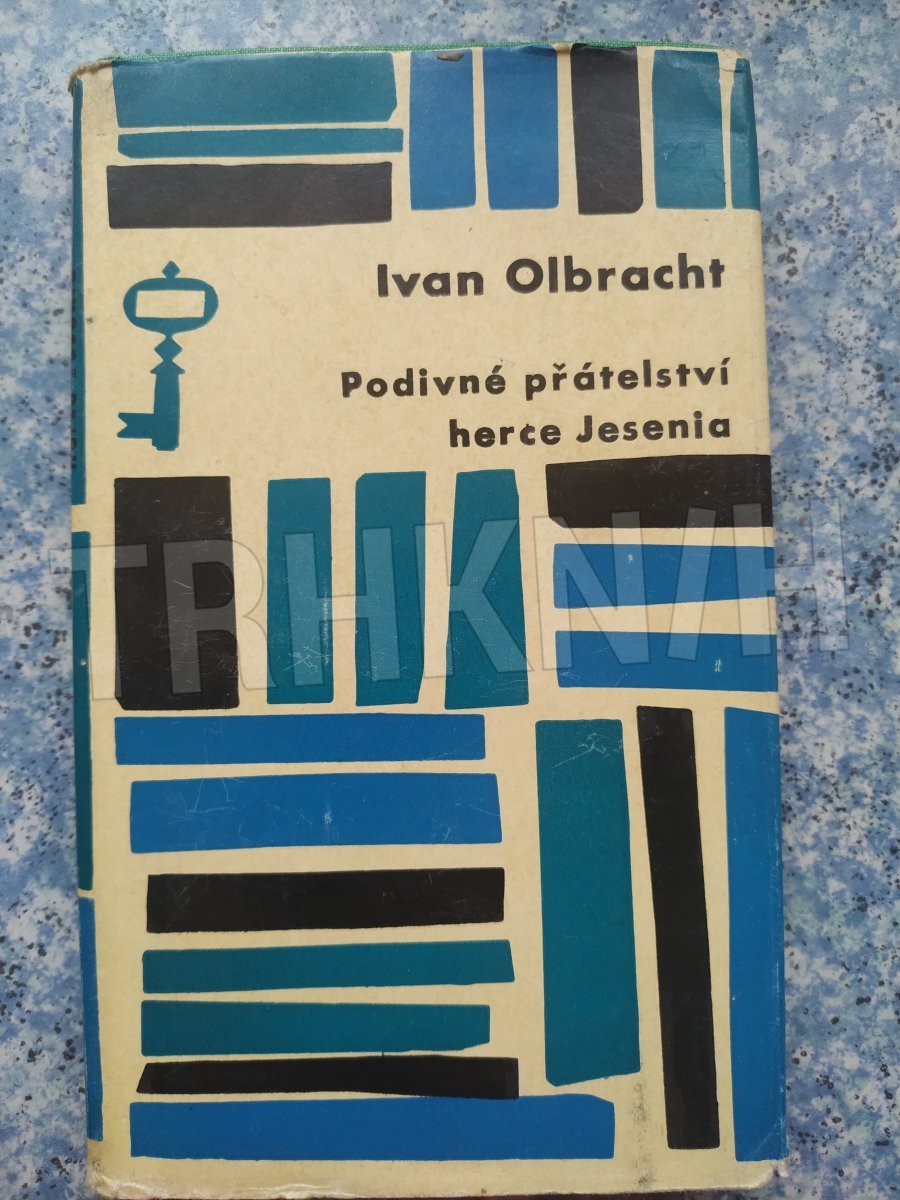 Ivan Olbracht
Podivné přátelství
herce Jesenia
TRHKNIH